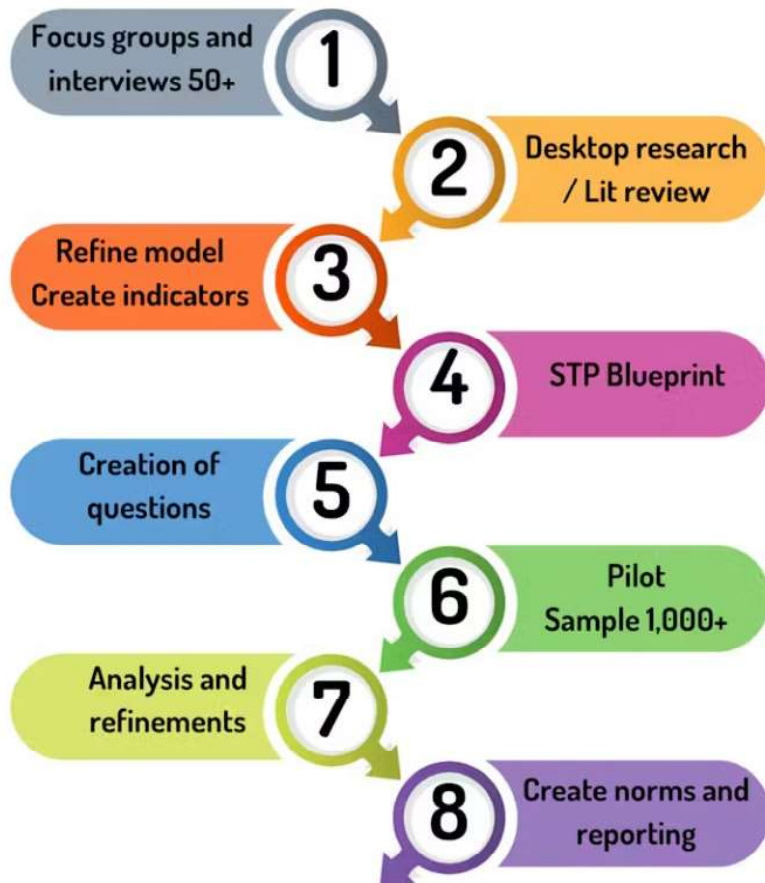 Focus groups and
interviews 50+
1
2
Desktop research
/ Lit review
Refine model
Create indicators
3
4
STP Blueprint
Creation of
questions
5
6
Pilot
Sample 1,000+
Analysis and
refinements
7
8
Create norms and
reporting